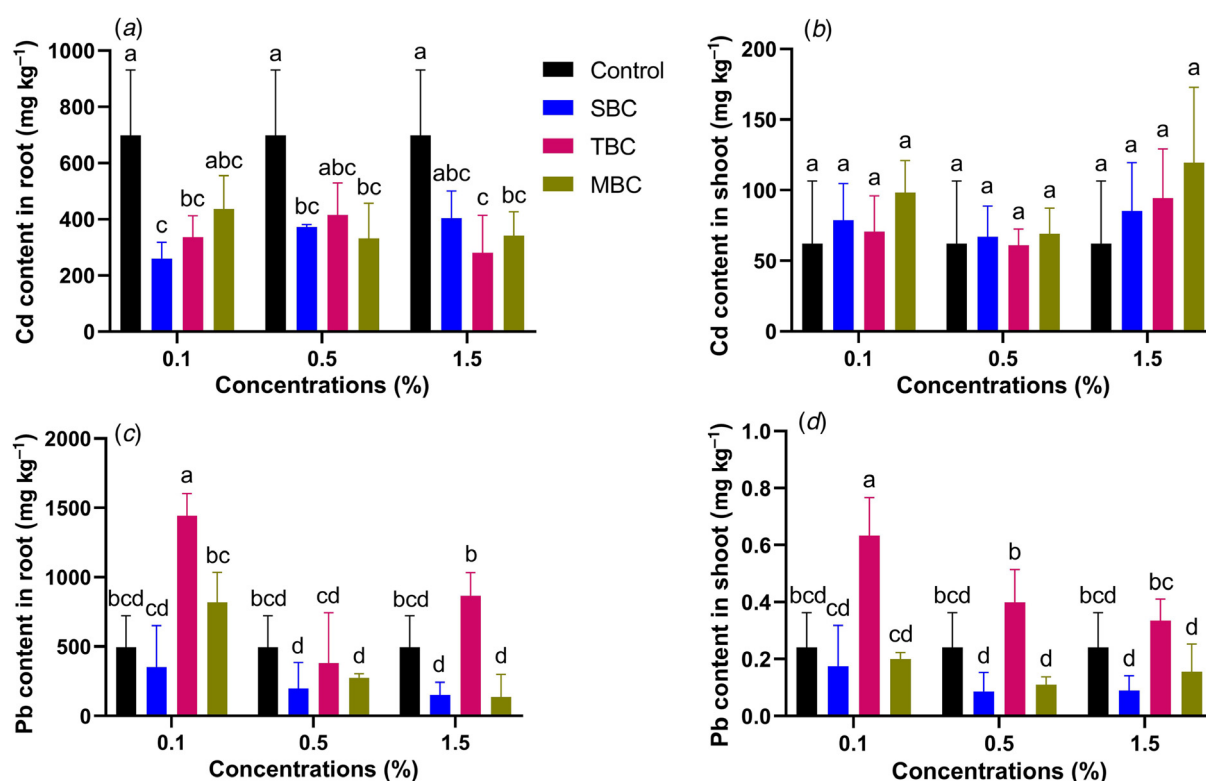 (a)
Cd content in root (mg kg⁻¹)
1000
800
600
400
200
0
a
c
bc
abc
a
bc
abc
bc
a
abc
c
bc
0.1
0.5
1.5
Concentrations (%)
Control
SBC
TBC
MBC
(b)
Cd content in shoot (mg kg⁻¹)
200
150
100
50
0
a
a
a
a
a
a
a
a
a
a
a
a
0.1
0.5
1.5
Concentrations (%)
(c)
Pb content in root (mg kg⁻¹)
2000
1500
1000
500
0
bcd
cd
a
bc
bcd
d
cd
d
bcd
d
b
d
0.1
0.5
1.5
Concentrations (%)
(d)
Pb content in shoot (mg kg⁻¹)
1.0
0.8
0.6
0.4
0.2
0.0
bcd
cd
a
cd
bcd
d
b
d
bcd
d
bc
d
0.1
0.5
1.5
Concentrations (%)